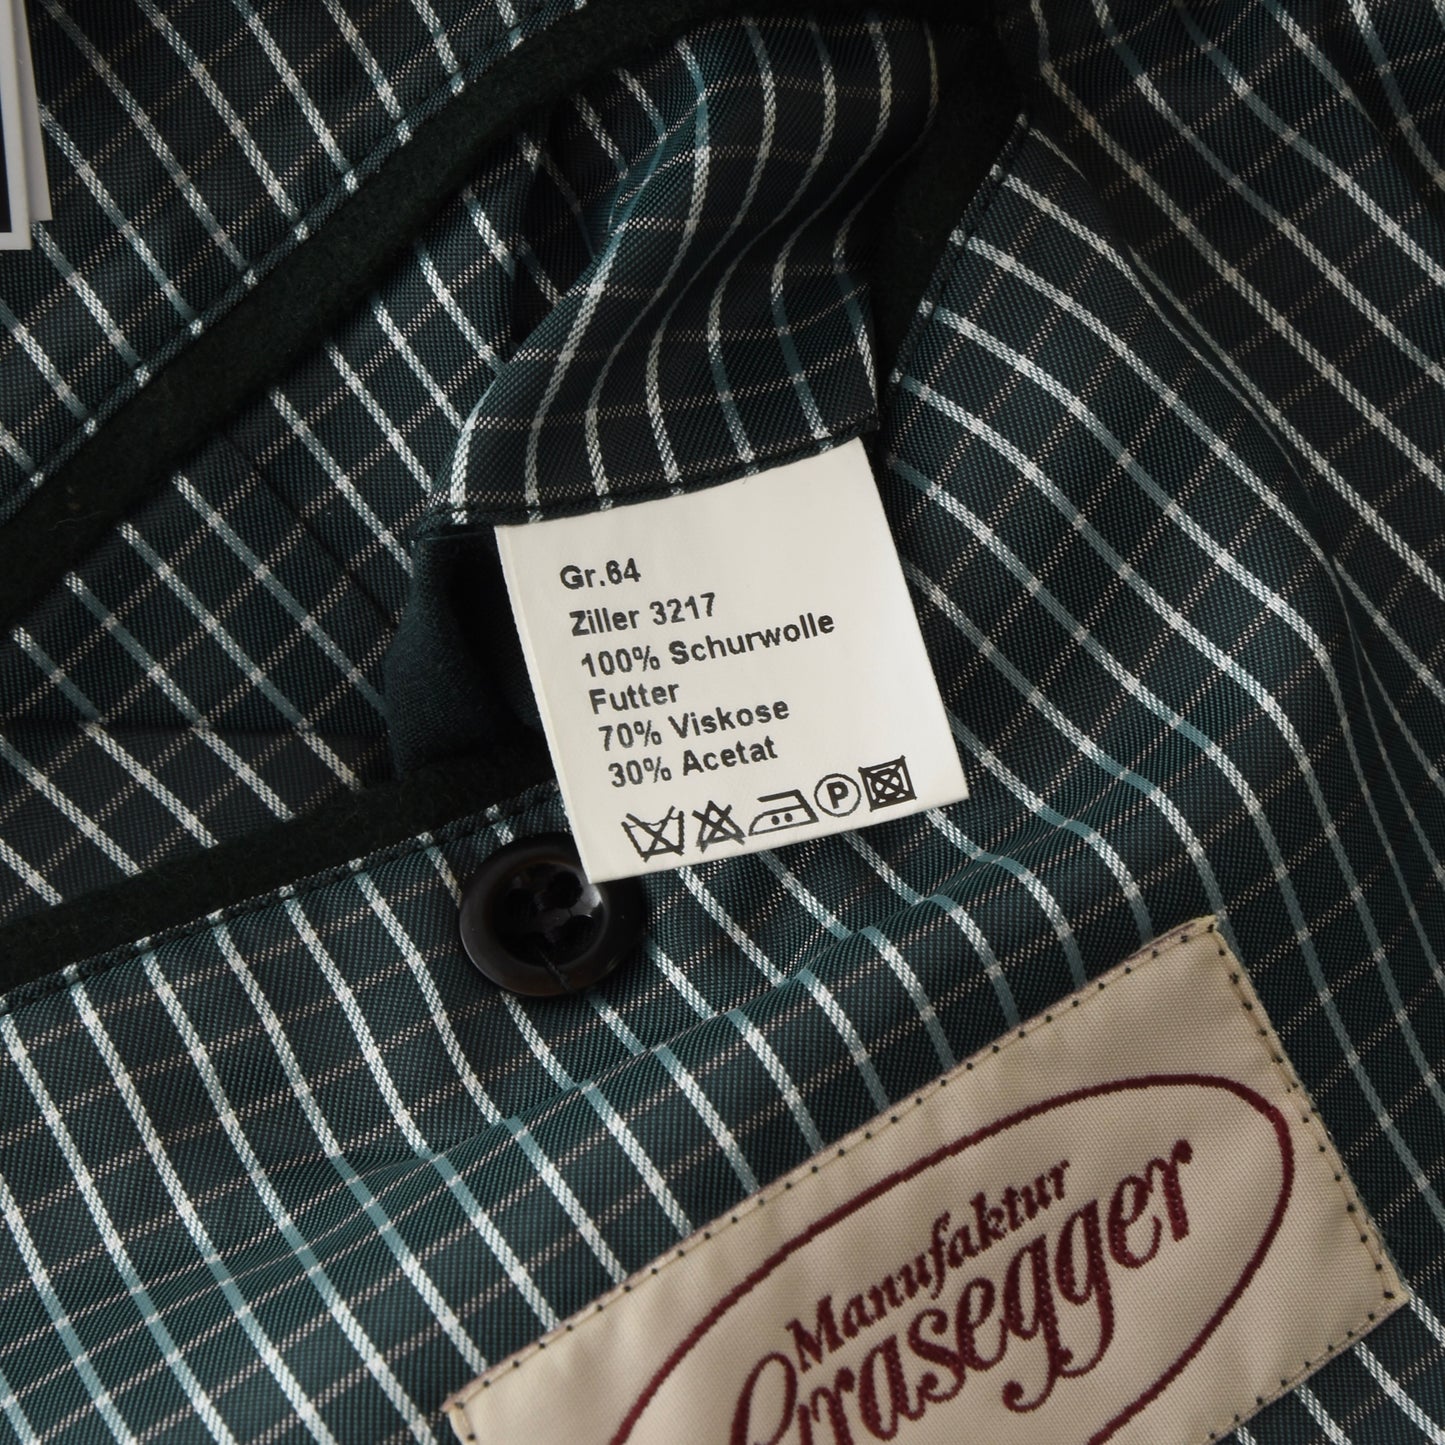 Gr.64
Ziller 3217
100% Schurwolle
Futter
70% Viskose
30% Acetat
P
Manufaktur
Grasegger